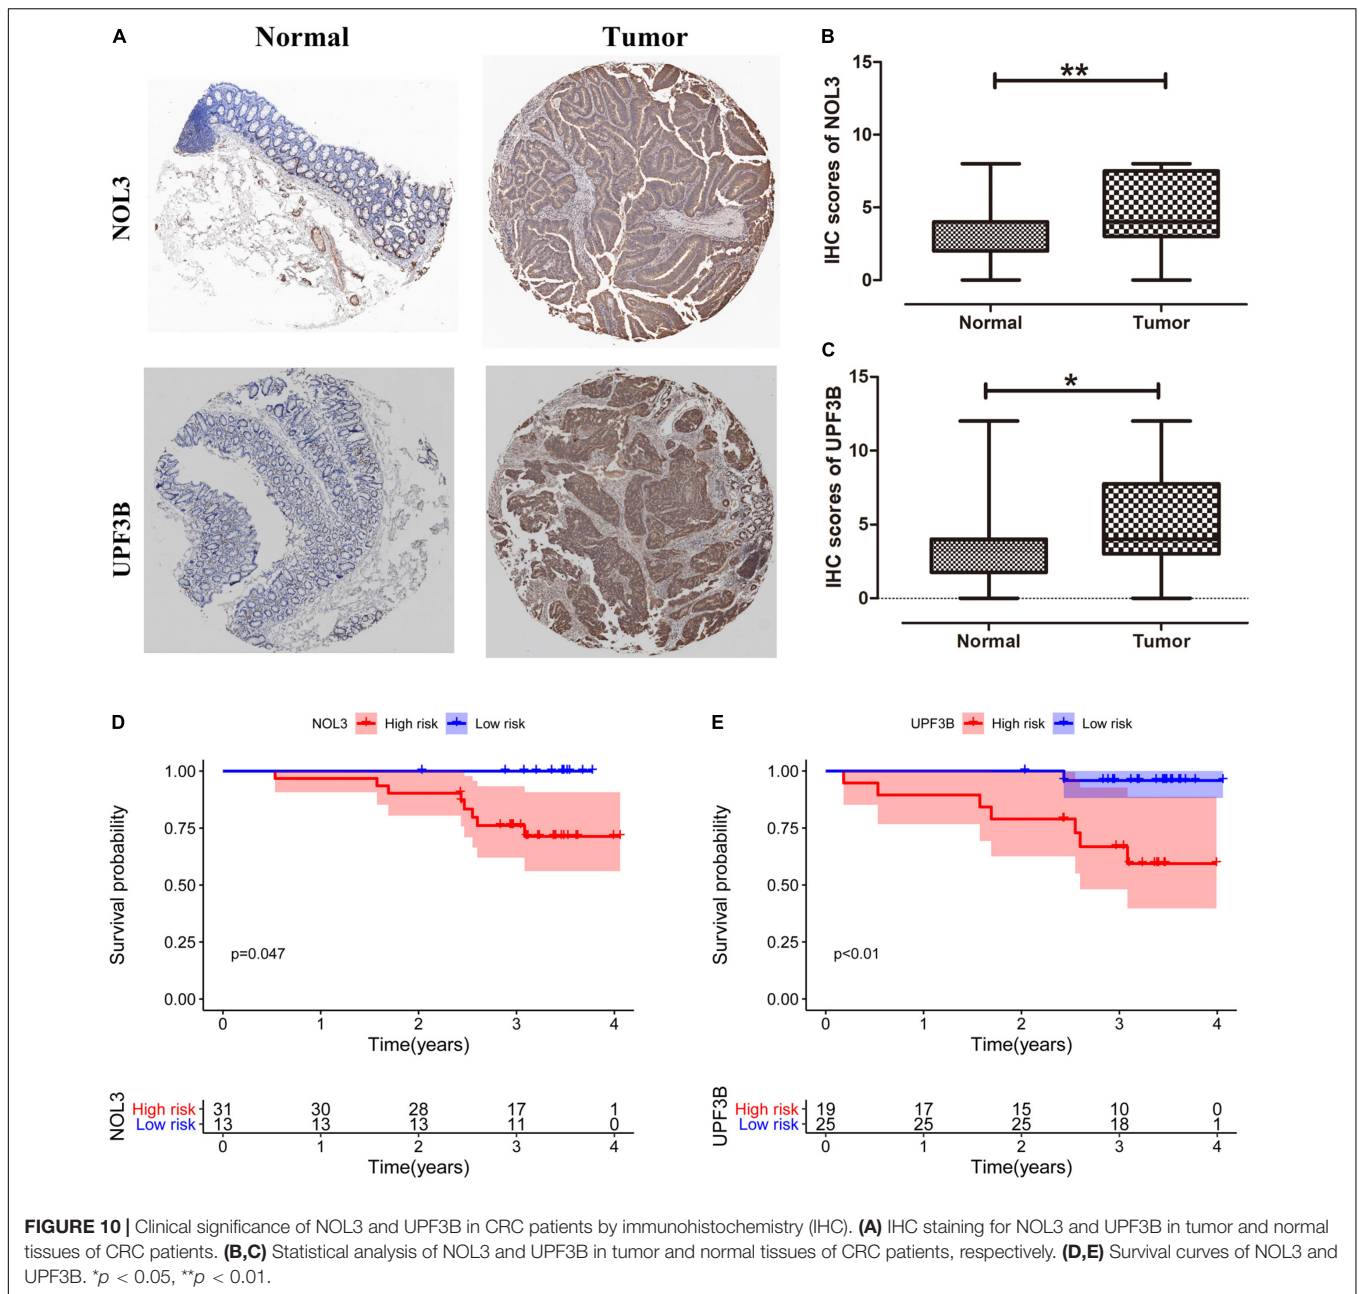 A
Normal
Tumor
NOL3
UPF3B
B
**
15
10
5
0
IHC scores of NOL3
Normal Tumor
C
*
15
10
5
0
IHC scores of UPF3B
Normal Tumor
D
NOL3 High risk Low risk
1.00
0.75
0.50
0.25
0.00
Survival probability
p=0.047
0 1 2 3 4
Time(years)
NOL3
High risk 31 30 28 17 1
Low risk 13 13 13 11 0
0 1 2 3 4
Time(years)
E
UPF3B High risk Low risk
1.00
0.75
0.50
0.25
0.00
Survival probability
p<0.01
0 1 2 3 4
Time(years)
UPF3B
High risk 19 17 15 10 0
Low risk 25 25 25 18 1
0 1 2 3 4
Time(years)
FIGURE 10 | Clinical significance of NOL3 and UPF3B in CRC patients by immunohistochemistry (IHC). (A) IHC staining for NOL3 and UPF3B in tumor and normal
tissues of CRC patients. (B,C) Statistical analysis of NOL3 and UPF3B in tumor and normal tissues of CRC patients, respectively. (D,E) Survival curves of NOL3 and
UPF3B. *p < 0.05, **p < 0.01.